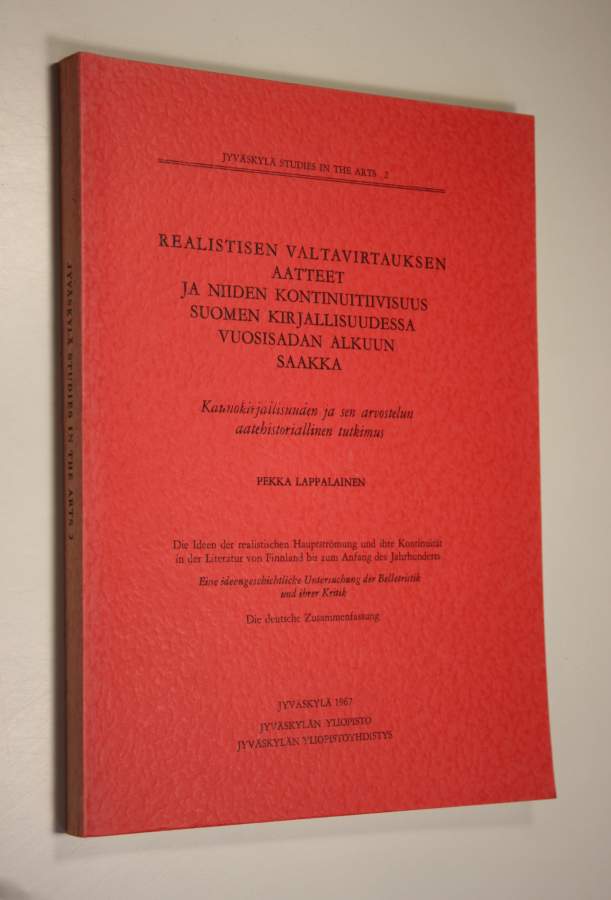 JYVÄSKYLÄ STUDIES IN THE ARTS 2
REALISTISEN VALTAVIRTAUKSEN
AATTEET
JA NIIDEN KONTINUITIIVISUUS
SUOMEN KIRJALLISUUDESSA
VUOSISADAN ALKUUN
SAAKKA
Kaunokirjallisuuden ja sen arvostelun
aatehistoriallinen tutkimus
PEKKA LAPPALAINEN
Die Ideen der realistischen Hauptströmung und ihre Kontinuität
in der Literatur von Finnland bis zum Anfang des Jahrhunderts
Eine ideengeschichtliche Untersuchung der Belletristik
und ihrer Kritik
Die deutsche Zusammenfassung
JYVÄSKYLÄ 1967
JYVÄSKYLÄN YLIOPISTO
JYVÄSKYLÄN YLIOPISTOYHDISTYS
JYVÄSKYLÄ STUDIES IN THE ARTS 2